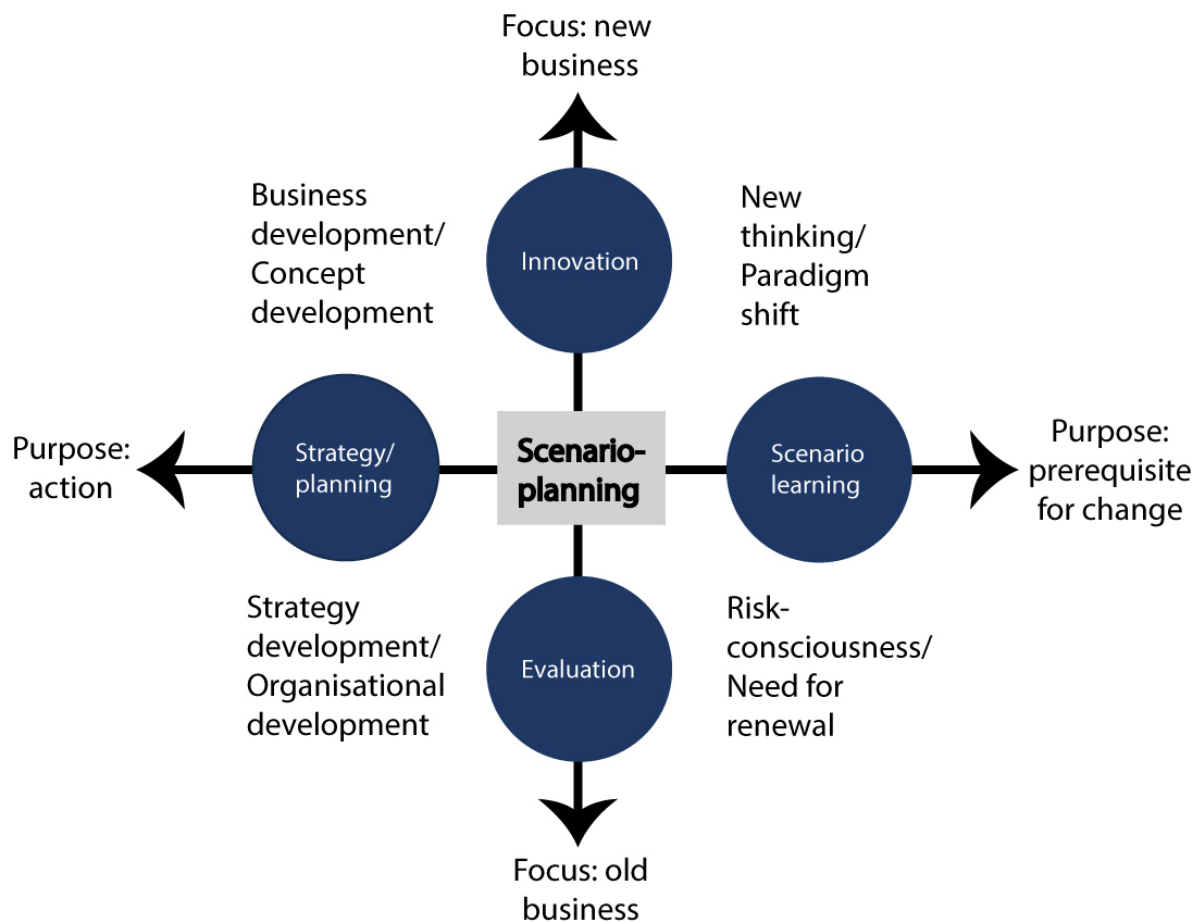 Focus: new
business
Business
development/
Concept
development
Innovation
New
thinking/
Paradigm
shift
Purpose:
action
Strategy/
planning
Scenario-
planning
Scenario
learning
Purpose:
prerequisite
for change
Strategy
development/
Organisational
development
Evaluation
Risk-
consciousness/
Need for
renewal
Focus: old
business